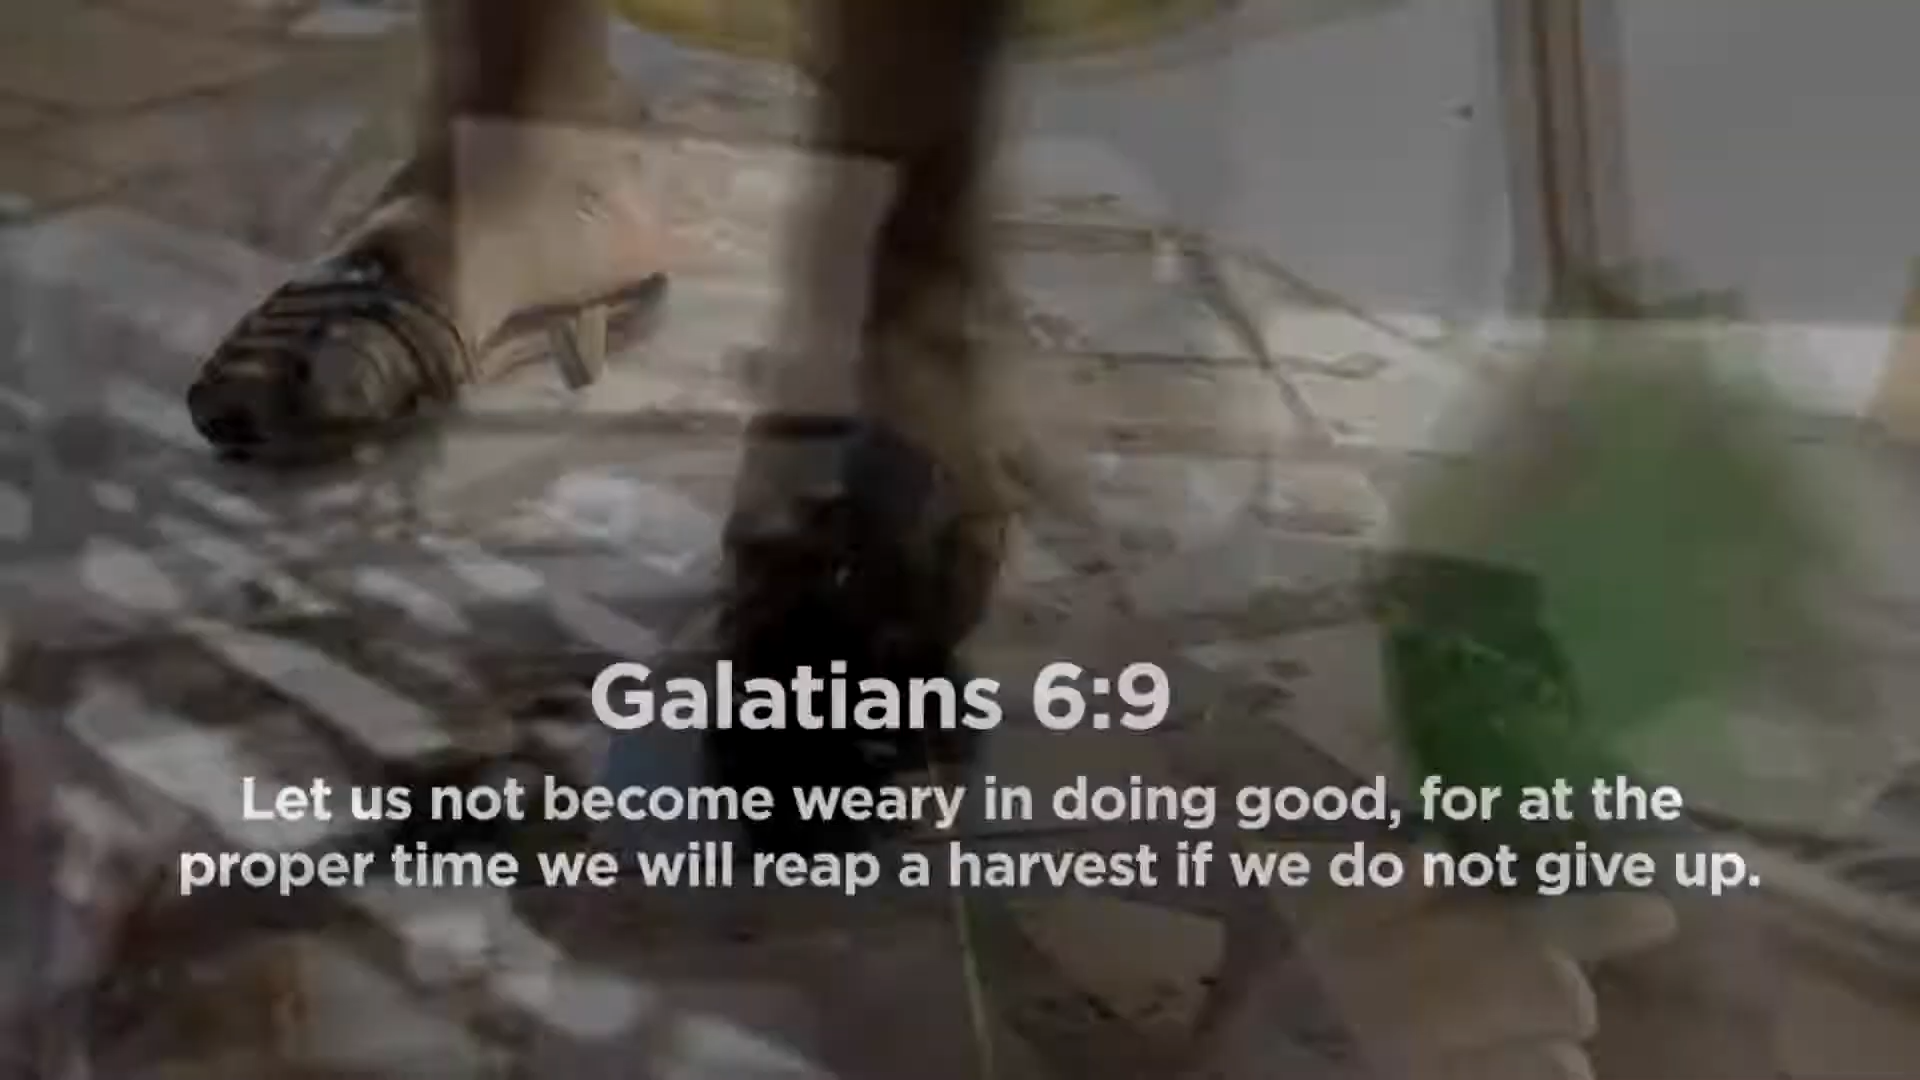 Galatians 6:9
Let us not become weary in doing good, for at the
proper time we will reap a harvest if we do not give up.